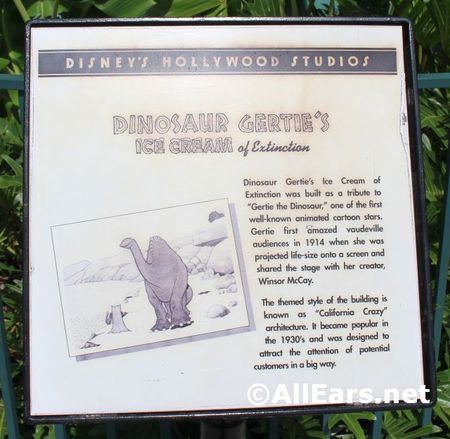 DISNEY'S HOLLYWOOD STUDIOS
DINOSAUR GERTIE'S
ICE CREAM of Extinction
Dinosaur Gertie's Ice Cream of
Extinction was built as a tribute to
"Gertie the Dinosaur," one of the first
well-known animated cartoon stars.
Gertie first amazed vaudeville
audiences in 1914 when she was
projected life-size onto a screen and
shared the stage with her creator,
Winsor McCay.
The themed style of the building is
known as "California Crazy"
architecture. It became popular in
the 1930's and was designed to
attract the attention of potential
customers in a big way.
©AllEars.net